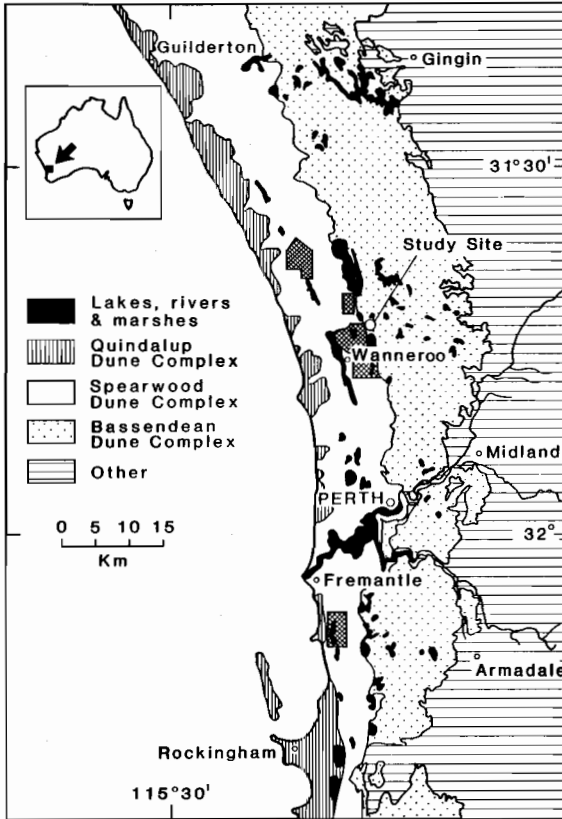 Guilderton
Gingin
31°30'
Study Site
Lakes, rivers
& marshes
Quindalup
Dune Complex
Wanneroo
Spearwood
Dune Complex
Bassendean
Dune Complex
Midland
Other
PERTH
0 5 10 15
32°
Km
Fremantle
Armadale
Rockingham
115°30'